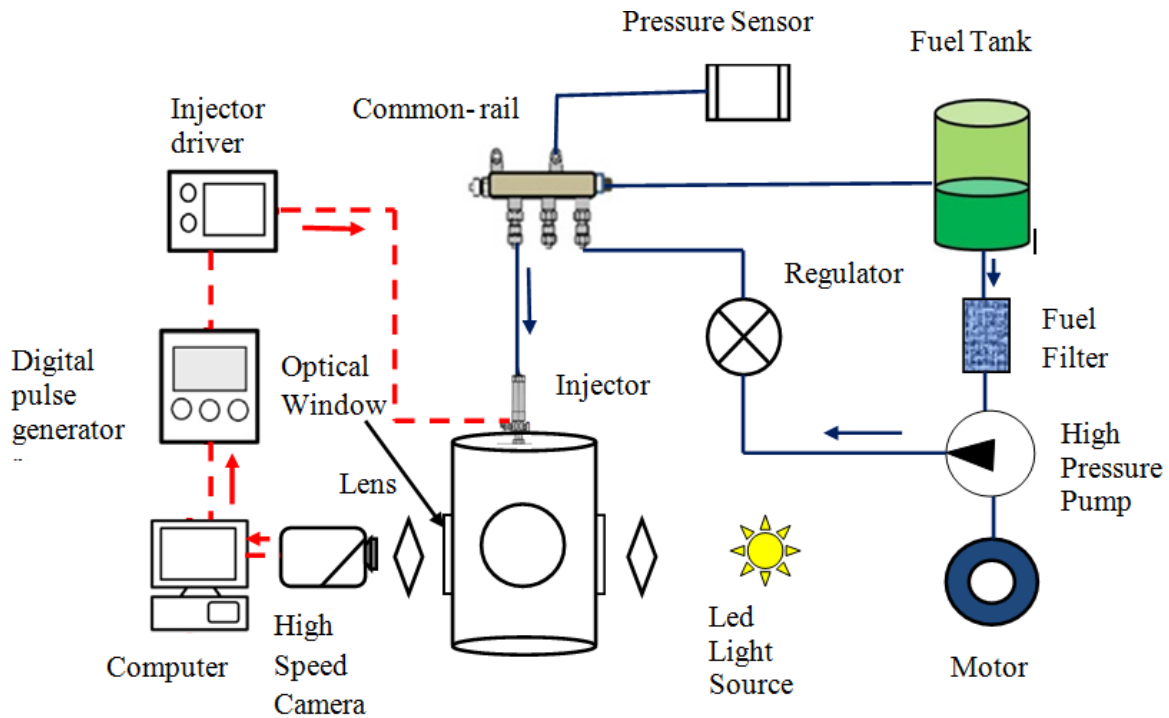 Pressure Sensor
Fuel Tank
Injector
driver
Common- rail
Regulator
Fuel
Filter
Digital
pulse
generator
Optical
Window
Injector
High
Pressure
Pump
Lens
Computer
High
Speed
Camera
Led
Light
Source
Motor